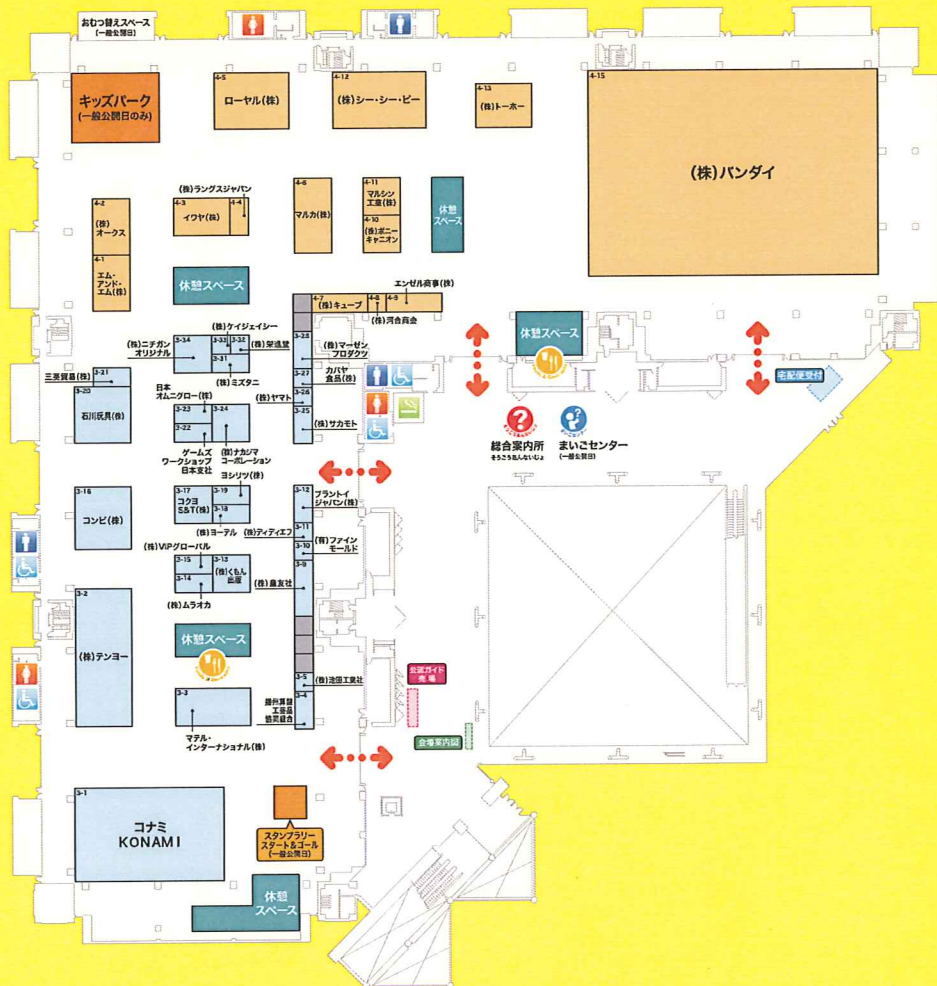 おむつ替えスペース
(一般公開日)
キッズパーク
(一般公開日のみ)
4-5
ローヤル(株)
4-12
(株)シー・シー・ピー
4-13
(株)トーホー
4-15
(株)バンダイ
4-2
(株)
オークス
4-1
エム・
アンド・
エム(株)
(株)ラングスジャパン
4-3
イワヤ(株)
4-4
4-6
マルカ(株)
4-11
マルシン
工業(株)
4-10
(株)ポニー
キャニオン
休憩
スペース
休憩スペース
エンゼル商事(株)
4-7
(株)キューブ
4-8
4-9
(株)河合商会
休憩スペース
(株)ケイジェイシー
(株)ニチガン
オリジナル
3-34
3-33
3-32
(株)栄進堂
3-31
(株)ミズタニ
3-28
(株)マーゼン
プロダクツ
3-27
カバヤ
食品(株)
3-26
(株)ヤマト
3-25
(株)サカモト
三英貿易(株)
3-21
3-20
石川玩具(株)
日本
オムニグロー(株)
3-23
3-24
3-22
ゲームズ
ワークショップ
日本支社
(株)ナカジマ
コーポレーション
宅配便受付
総合案内所
そうごうあんないじょ
まいごセンター
(一般公開日)
3-16
コンビ(株)
ヨシリツ(株)
3-17
コクヨ
S&T(株)
3-19
3-18
(株)ヨーテル
3-12
プラントイ
ジャパン(株)
3-11
(株)ディティエフ
3-10
(有)ファイン
モールド
3-9
(株)童友社
(株)VIPグローバル
3-15
3-13
(株)くもん
出版
3-14
(株)ムラオカ
3-2
(株)テンヨー
休憩スペース
3-3
マテル・
インターナショナル(株)
3-5
(株)池田工業社
3-4
播州算盤
工芸品
協同組合
公認ガイド
売場
会場案内図
3-1
コナミ
KONAMI
スタンプラリー
スタート&ゴール
(一般公開日)
休憩
スペース